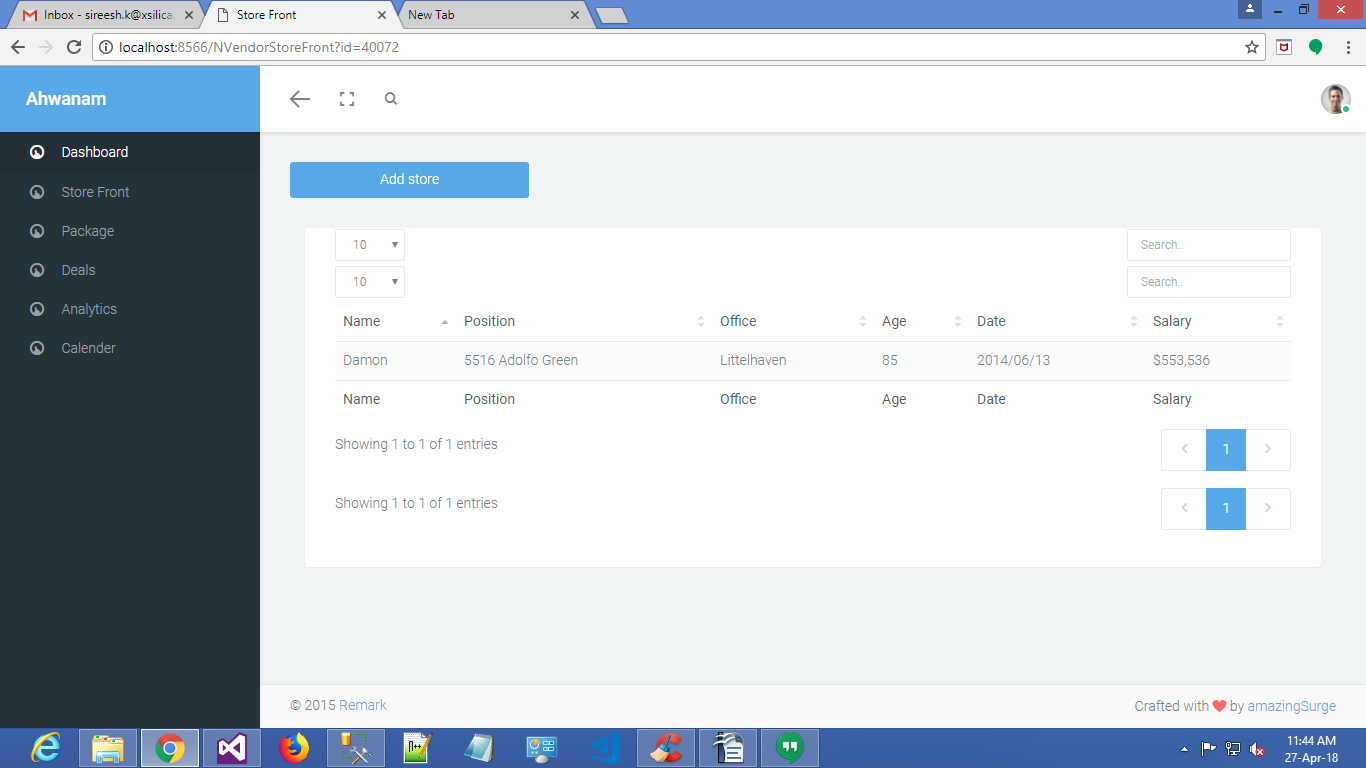 Inbox - sireesh.k@xsilica
Store Front
New Tab
localhost:8566/NVendorStoreFront?id=40072
Ahwanam
Dashboard
Store Front
Package
Deals
Analytics
Calender
Add store
10 Search..
10 Search..
Name Position Office Age Date Salary
Damon 5516 Adolfo Green Littelhaven 85 2014/06/13 $553,536
Name Position Office Age Date Salary
Showing 1 to 1 of 1 entries 1
Showing 1 to 1 of 1 entries 1
© 2015 Remark
Crafted with ❤ by amazingSurge
N++
11:44 AM
27-Apr-18